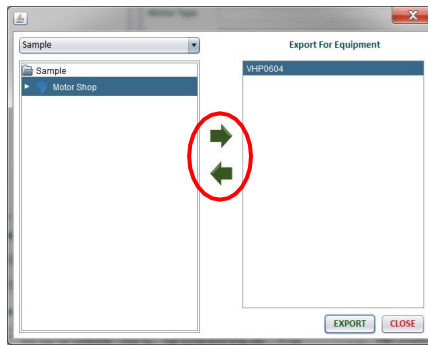 Sample
Export For Equipment
Sample
Motor Shop
VHP0604
EXPORT
CLOSE